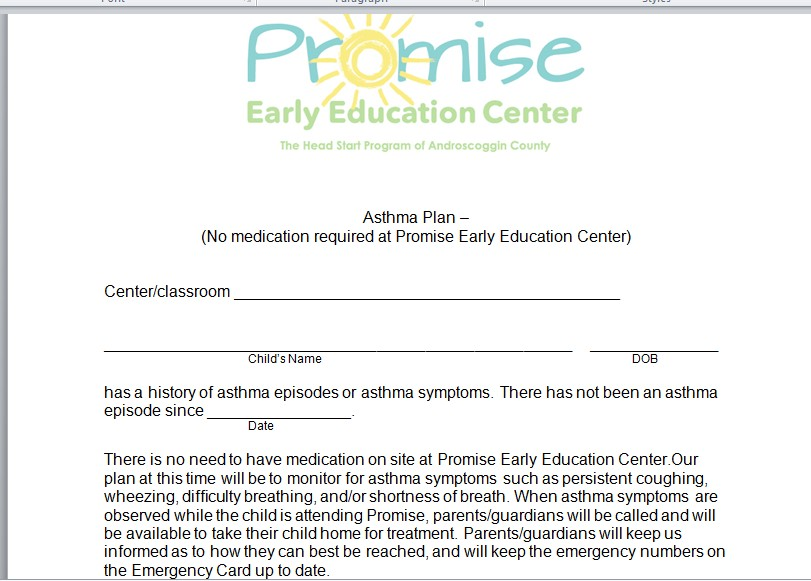 Font Paragraph Styles
Promise
Early Education Center
The Head Start Program of Androscoggin County
Asthma Plan –
(No medication required at Promise Early Education Center)
Center/classroom ____________________________________________
Child's Name DOB
has a history of asthma episodes or asthma symptoms. There has not been an asthma
episode since ________________.
Date
There is no need to have medication on site at Promise Early Education Center.Our
plan at this time will be to monitor for asthma symptoms such as persistent coughing,
wheezing, difficulty breathing, and/or shortness of breath. When asthma symptoms are
observed while the child is attending Promise, parents/guardians will be called and will
be available to take their child home for treatment. Parents/guardians will keep us
informed as to how they can best be reached, and will keep the emergency numbers on
the Emergency Card up to date.